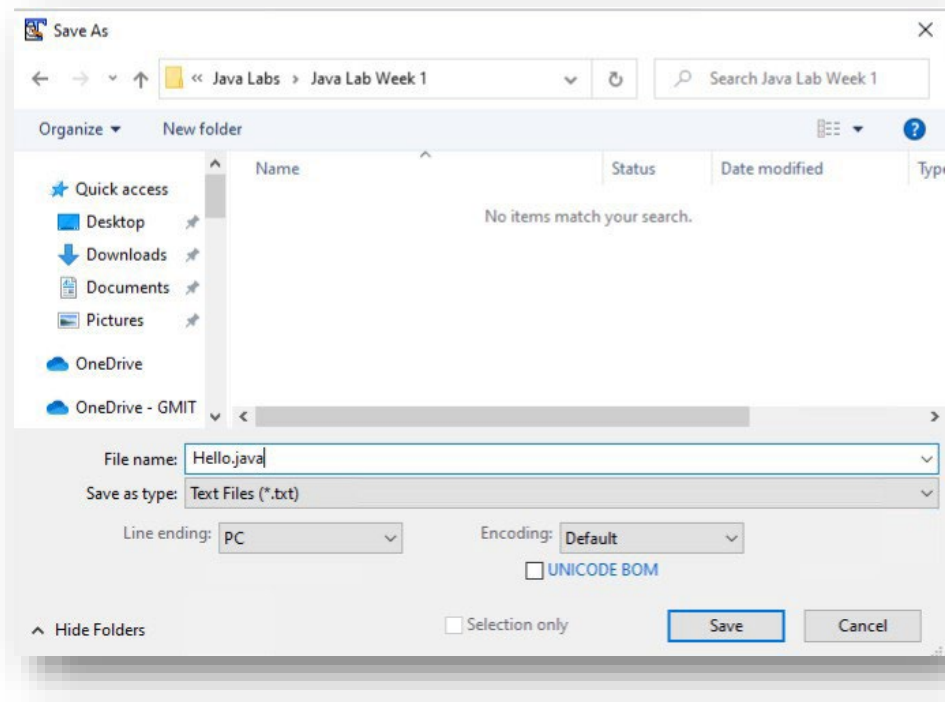 Save As
« Java Labs > Java Lab Week 1
Search Java Lab Week 1
Organize
New folder
Name
Status
Date modified
Quick access
No items match your search.
Desktop
Downloads
Documents
Pictures
OneDrive
OneDrive - GMIT
File name: Hello.java
Save as type: Text Files (*.txt)
Line ending: PC
Encoding: Default
UNICODE BOM
Hide Folders
Selection only
Save
Cancel